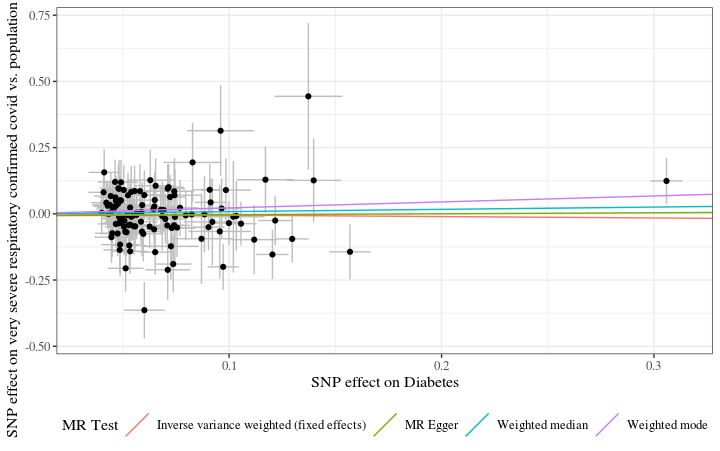 SNP effect on very severe respiratory confirmed covid vs. population
0.75
0.50
0.25
0.00
-0.25
-0.50
0.1
0.2
0.3
SNP effect on Diabetes
MR Test
Inverse variance weighted (fixed effects)
MR Egger
Weighted median
Weighted mode